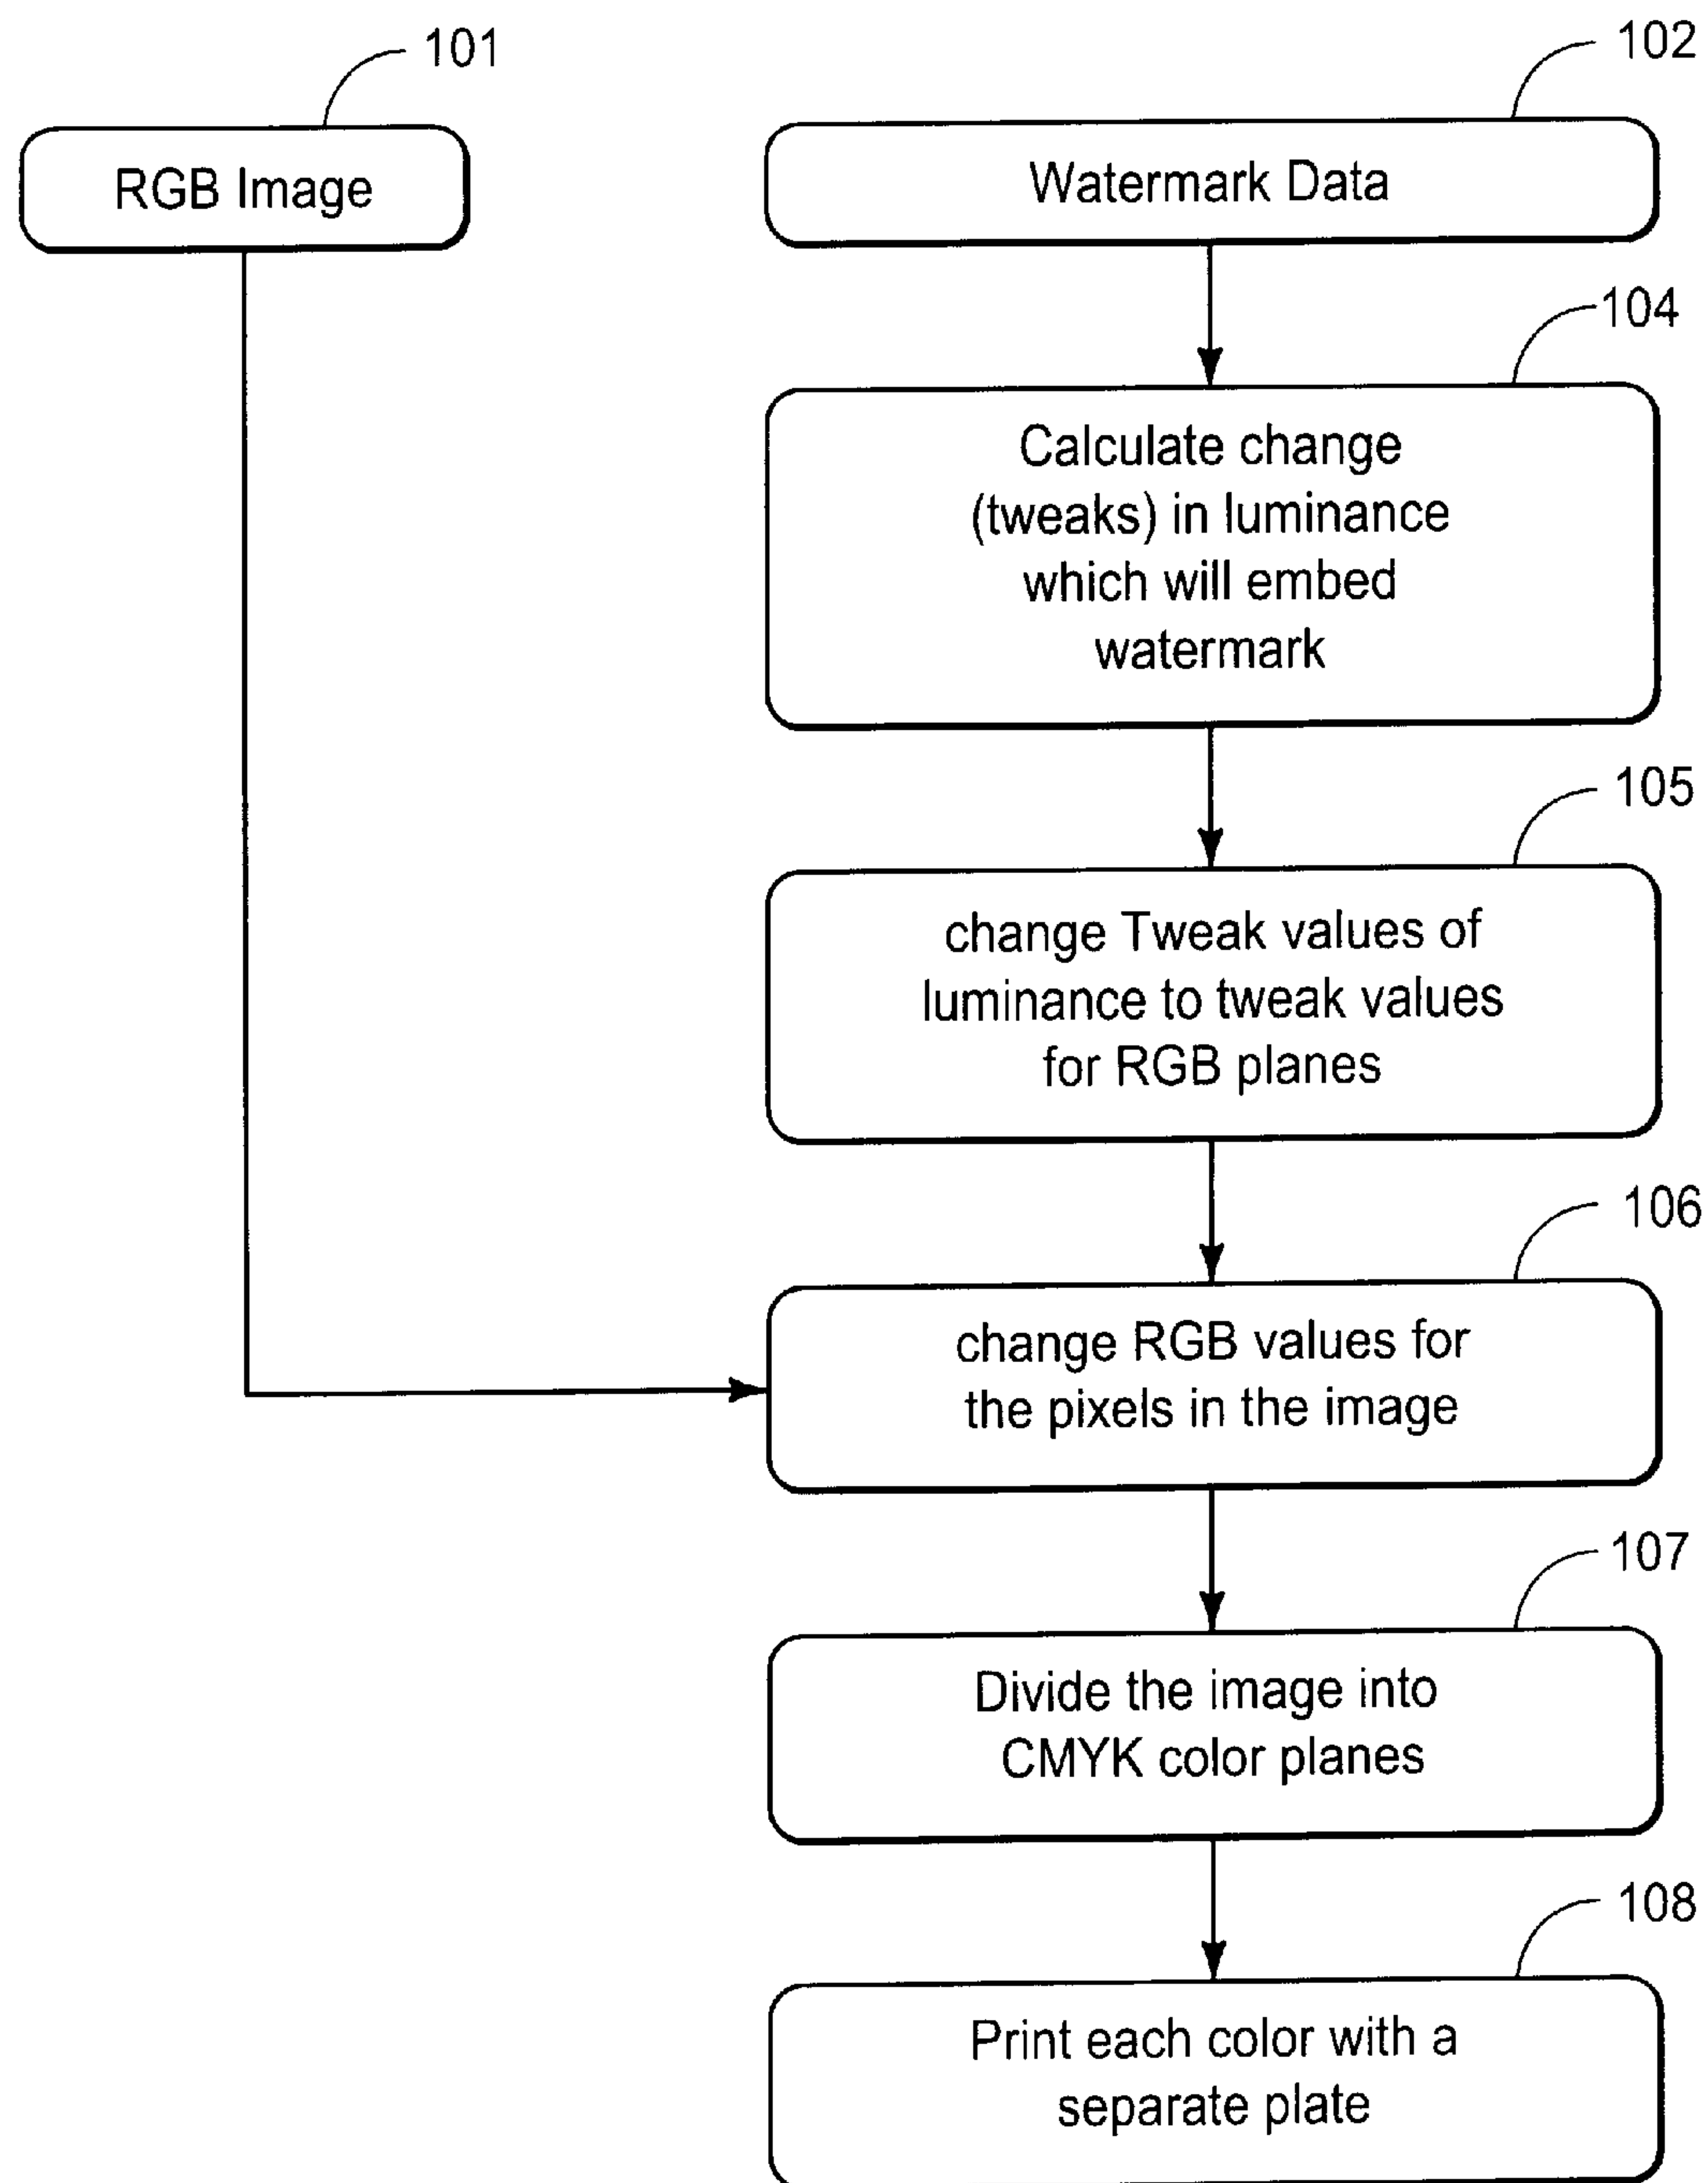 101
RGB Image
102
Watermark Data
104
Calculate change
(tweaks) in luminance
which will embed
watermark
105
change Tweak values of
luminance to tweak values
for RGB planes
106
change RGB values for
the pixels in the image
107
Divide the image into
CMYK color planes
108
Print each color with a
separate plate